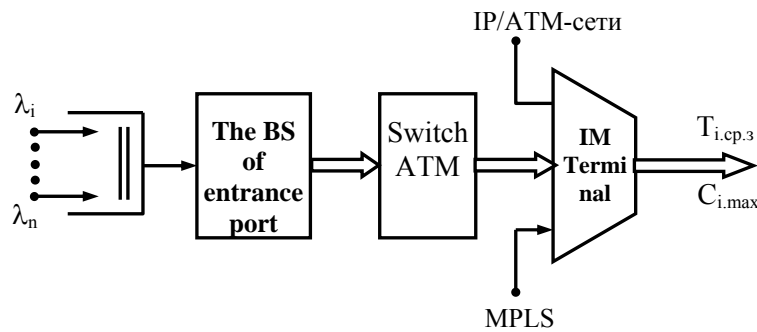 IP/ATM-сети
λi
λn
The BS
of
entrance
port
Switch
ATM
IM
Termi
nal
Ti.ср.з
Ci.max
MPLS